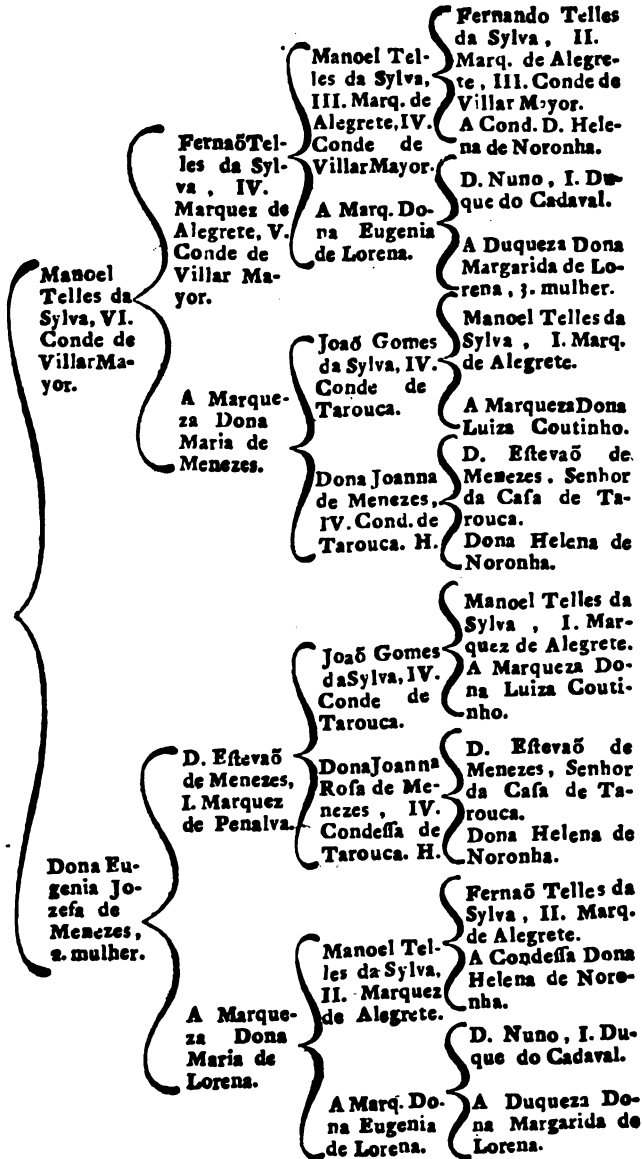 Manoel
Telles da
Sylva, VI.
Conde de
VillarMa-
yor.
Fernaõ Tel-
les da Syl-
va , IV.
Marquez de
Alegrete, V.
Conde de
Villar Ma-
yor.
Manoel Tel-
les da Sylva,
III. Marq. de
Alegrete, IV.
Conde de
VillarMayor.
Fernando Telles
da Sylva , II.
Marq. de Alegre-
te , III. Conde de
Villar Mayor.
A Cond. D. Hele-
na de Noronha.
A Marq. Do-
na Eugenia
de Lorena.
D. Nuno , I. Du-
que do Cadaval.
A Duqueza Dona
Margarida de Lo-
rena , 3. mulher.
A Marque-
za Dona
Maria de
Menezes.
Joaõ Gomes
da Sylva, IV.
Conde de
Tarouca.
Manoel Telles da
Sylva , I. Marq.
de Alegrete.
A Marqueza Dona
Luiza Coutinho.
Dona Joanna
de Menezes,
IV. Cond. de
Tarouca. H.
D. Eſtevaõ de
Menezes. Senhor
da Caſa de Ta-
rouca.
Dona Helena de
Noronha.
Dona Eu-
genia Jo-
zefa de
Menezes,
2. mulher.
D. Eſtevaõ
de Menezes,
I. Marquez
de Penalva.
Joaõ Gomes
daSylva, IV.
Conde de
Tarouca.
Manoel Telles da
Sylva , I. Mar-
quez de Alegrete.
A Marqueza Do-
na Luiza Couti-
nho.
DonaJoanna
Roſa de Me-
nezes , IV.
Condeſſa de
Tarouca. H.
D. Eſtevaõ de
Menezes, Senhor
da Caſa de Ta-
rouca.
Dona Helena de
Noronha.
A Marque-
za Dona
Maria de
Lorena.
Manoel Tel-
les da Sylva,
II. Marquez
de Alegrete.
Fernaõ Telles da
Sylva , II. Marq.
de Alegrete.
A Condeſſa Dona
Helena de Noro-
nha.
A Marq. Do-
na Eugenia
de Lorena.
D. Nuno, I. Du-
que do Cadaval.
A Duqueza Do-
na Margarida de
Lorena.